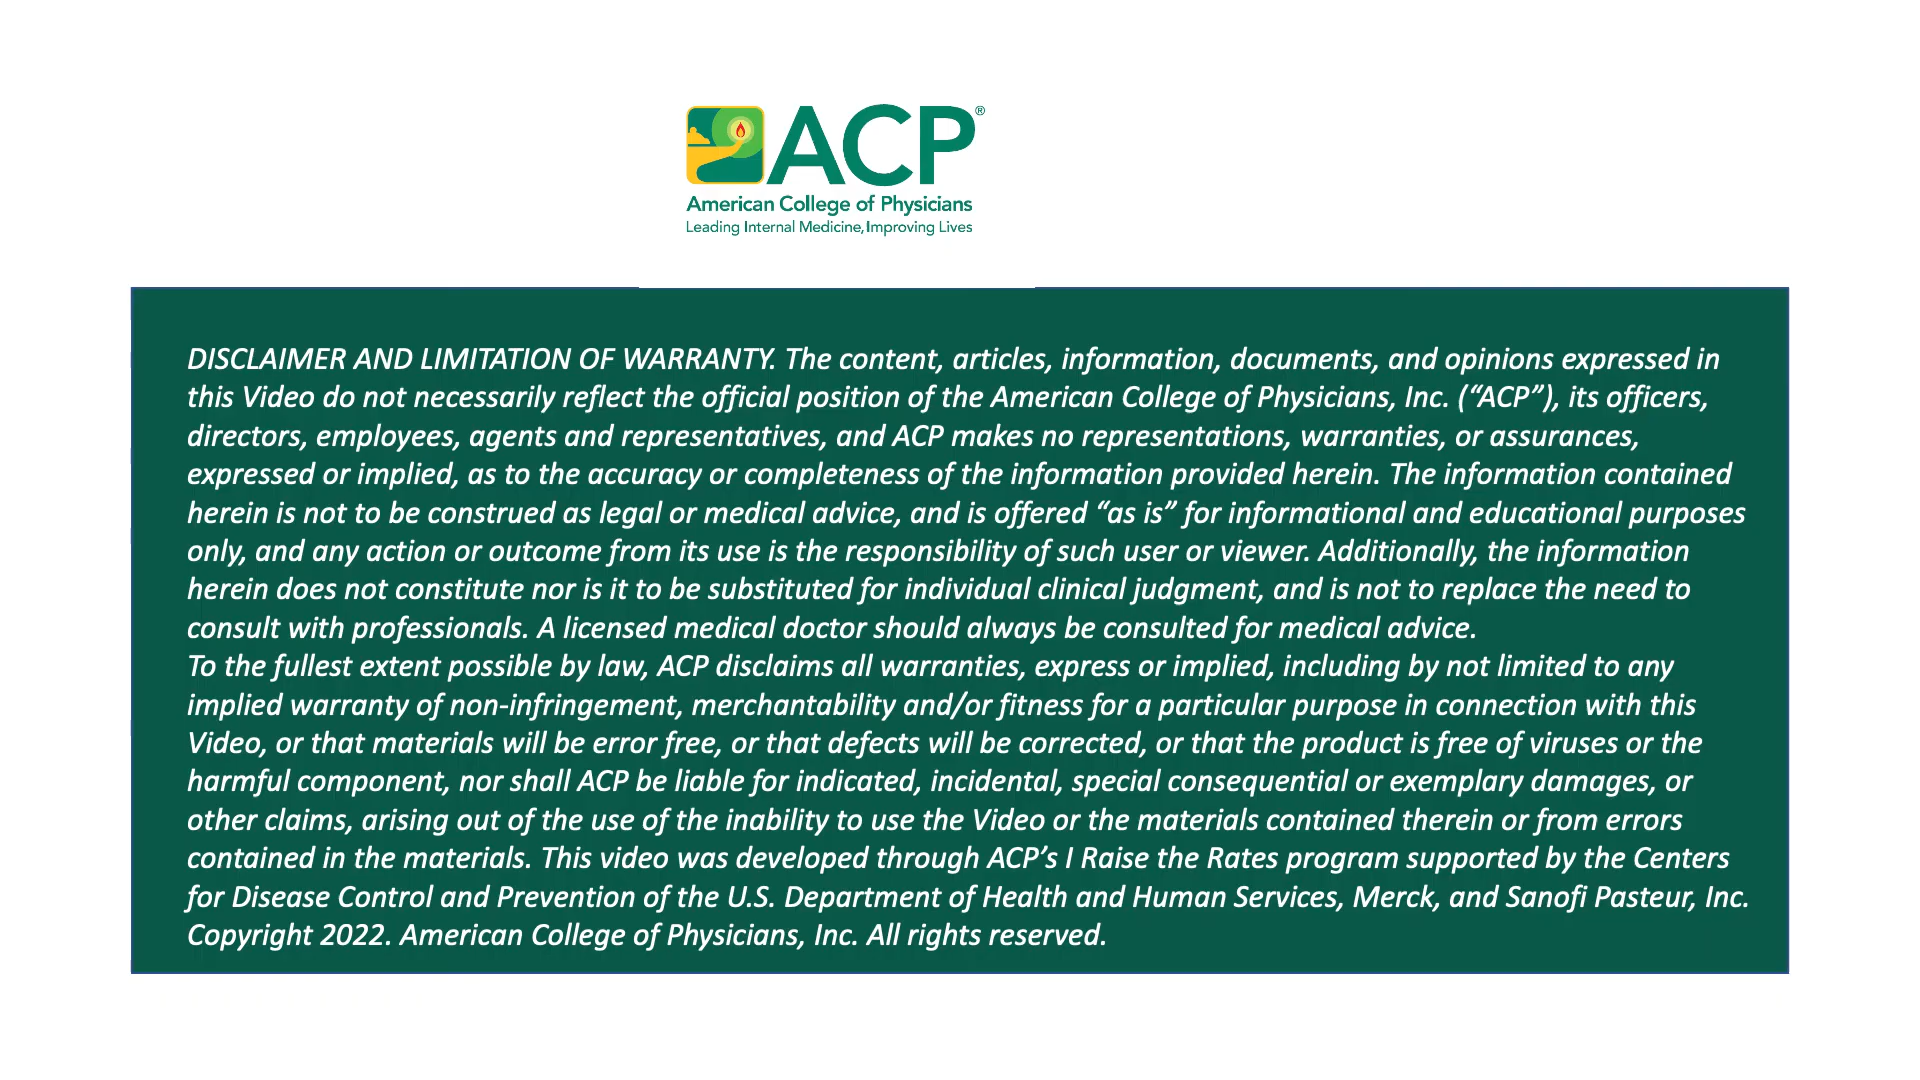 ACP®
American College of Physicians
Leading Internal Medicine, Improving Lives
DISCLAIMER AND LIMITATION OF WARRANTY. The content, articles, information, documents, and opinions expressed in
this Video do not necessarily reflect the official position of the American College of Physicians, Inc. (“ACP”), its officers,
directors, employees, agents and representatives, and ACP makes no representations, warranties, or assurances,
expressed or implied, as to the accuracy or completeness of the information provided herein. The information contained
herein is not to be construed as legal or medical advice, and is offered “as is” for informational and educational purposes
only, and any action or outcome from its use is the responsibility of such user or viewer. Additionally, the information
herein does not constitute nor is it to be substituted for individual clinical judgment, and is not to replace the need to
consult with professionals. A licensed medical doctor should always be consulted for medical advice.
To the fullest extent possible by law, ACP disclaims all warranties, express or implied, including by not limited to any
implied warranty of non-infringement, merchantability and/or fitness for a particular purpose in connection with this
Video, or that materials will be error free, or that defects will be corrected, or that the product is free of viruses or the
harmful component, nor shall ACP be liable for indicated, incidental, special consequential or exemplary damages, or
other claims, arising out of the use of the inability to use the Video or the materials contained therein or from errors
contained in the materials. This video was developed through ACP’s I Raise the Rates program supported by the Centers
for Disease Control and Prevention of the U.S. Department of Health and Human Services, Merck, and Sanofi Pasteur, Inc.
Copyright 2022. American College of Physicians, Inc. All rights reserved.